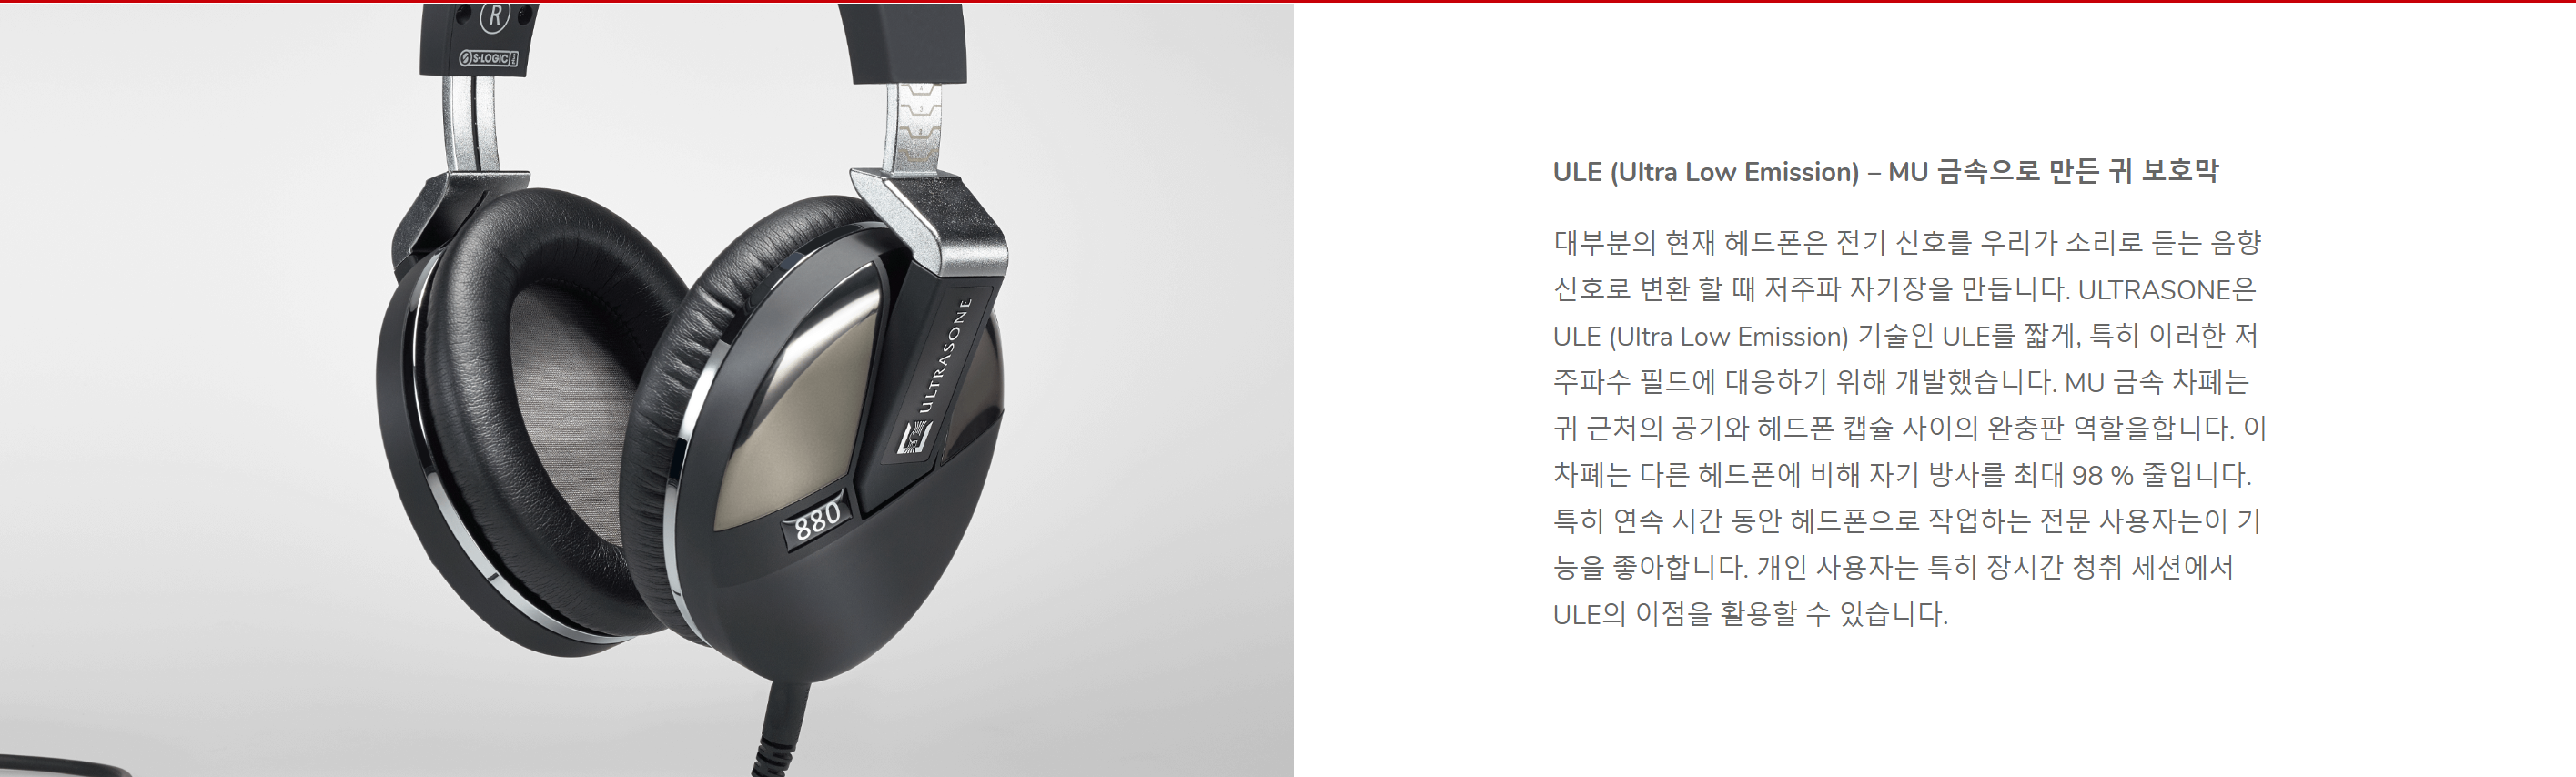 R
S-LOGIC
ULTRASONE
880
ULE (Ultra Low Emission) – MU 금속으로 만든 귀 보호막
대부분의 현재 헤드폰은 전기 신호를 우리가 소리로 듣는 음향
신호로 변환 할 때 저주파 자기장을 만듭니다. ULTRASONE은
ULE (Ultra Low Emission) 기술인 ULE를 짧게, 특히 이러한 저
주파수 필드에 대응하기 위해 개발했습니다. MU 금속 차폐는
귀 근처의 공기와 헤드폰 캡슐 사이의 완충판 역할을합니다. 이
차폐는 다른 헤드폰에 비해 자기 방사를 최대 98 % 줄입니다.
특히 연속 시간 동안 헤드폰으로 작업하는 전문 사용자는이 기
능을 좋아합니다. 개인 사용자는 특히 장시간 청취 세션에서
ULE의 이점을 활용할 수 있습니다.